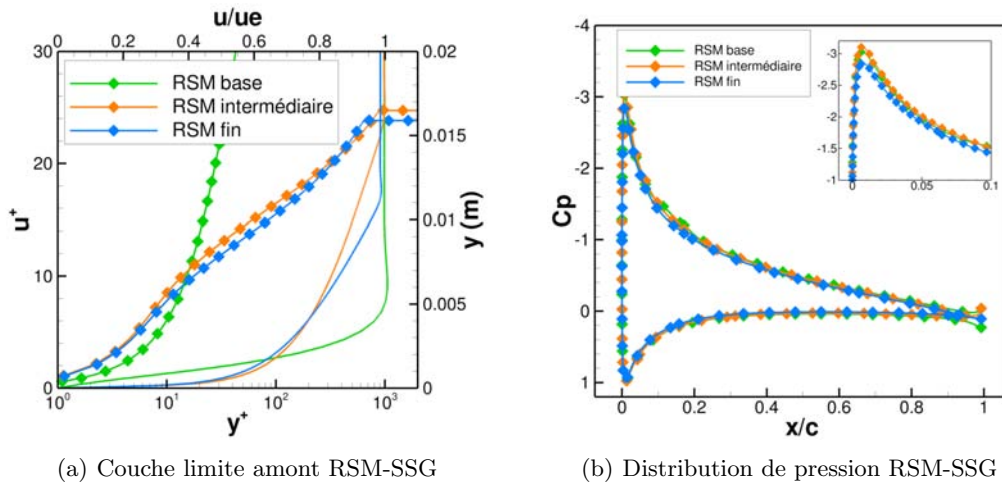 u/ue
0 0.2 0.4 0.6 0.8 1
30
20
10
0
u+
RSM base
RSM intermédiaire
RSM fin
0.02
0.015
0.01
0.005
0
y (m)
10^0 10^1 10^2 10^3
y+
(a) Couche limite amont RSM-SSG
-4
-3
-2
-1
0
1
Cp
RSM base
RSM intermédiaire
RSM fin
-3
-2
-2
-1
-1
0 0.05 0.1
0 0.2 0.4 0.6 0.8 1
x/c
(b) Distribution de pression RSM-SSG